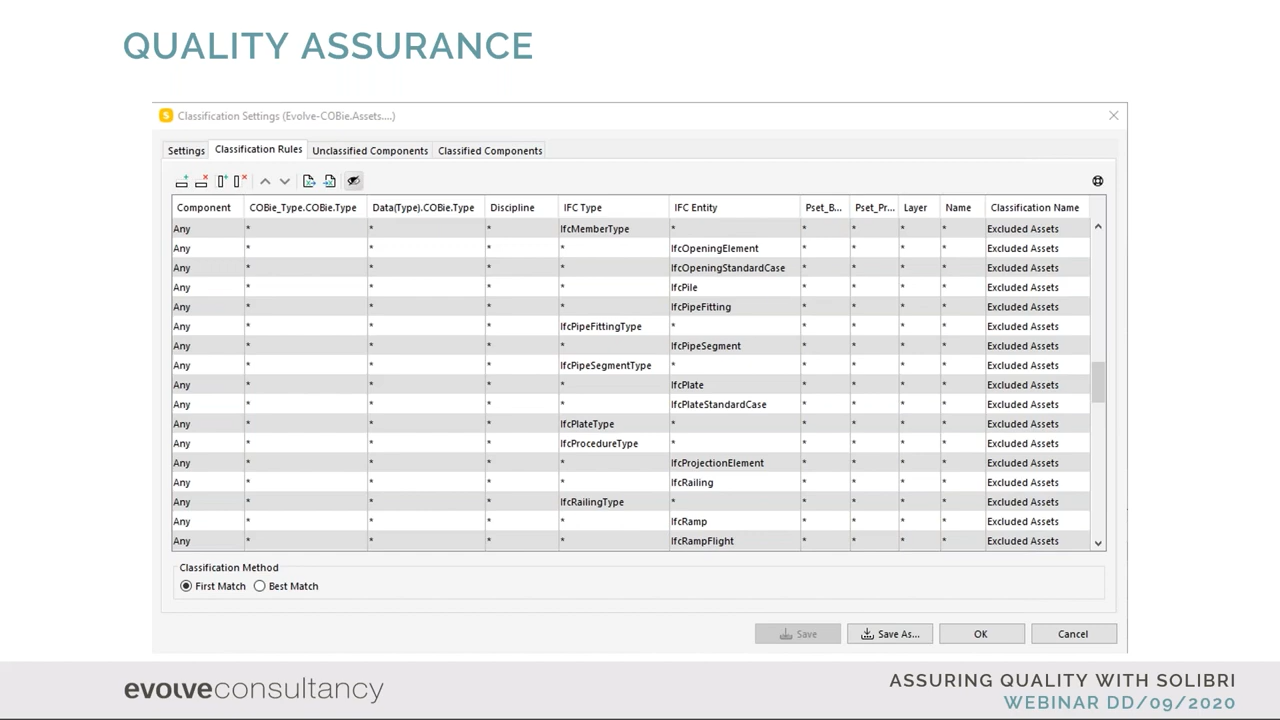 QUALITY ASSURANCE
Classification Settings (Evolve-COBie.Assets....)
Settings Classification Rules Unclassified Components Classified Components
Component COBie_Type.COBie.Type Data(Type).COBie.Type Discipline IFC Type IFC Entity Pset_B... Pset_Pr... Layer Name Classification Name
Any * * * IfcMemberType * * * * * Excluded Assets
Any * * * * IfcOpeningElement * * * * Excluded Assets
Any * * * * IfcOpeningStandardCase * * * * Excluded Assets
Any * * * * IfcPile * * * * Excluded Assets
Any * * * * IfcPipeFitting * * * * Excluded Assets
Any * * * IfcPipeFittingType * * * * * Excluded Assets
Any * * * * IfcPipeSegment * * * * Excluded Assets
Any * * * IfcPipeSegmentType * * * * * Excluded Assets
Any * * * * IfcPlate * * * * Excluded Assets
Any * * * * IfcPlateStandardCase * * * * Excluded Assets
Any * * * IfcPlateType * * * * * Excluded Assets
Any * * * IfcProcedureType * * * * * Excluded Assets
Any * * * * IfcProjectionElement * * * * Excluded Assets
Any * * * * IfcRailing * * * * Excluded Assets
Any * * * IfcRailingType * * * * * Excluded Assets
Any * * * * IfcRamp * * * * Excluded Assets
Any * * * * IfcRampFlight * * * * Excluded Assets
Classification Method
First Match Best Match
Save Save As... OK Cancel
evolveconsultancy
ASSURING QUALITY WITH SOLIBRI
WEBINAR DD/09/2020